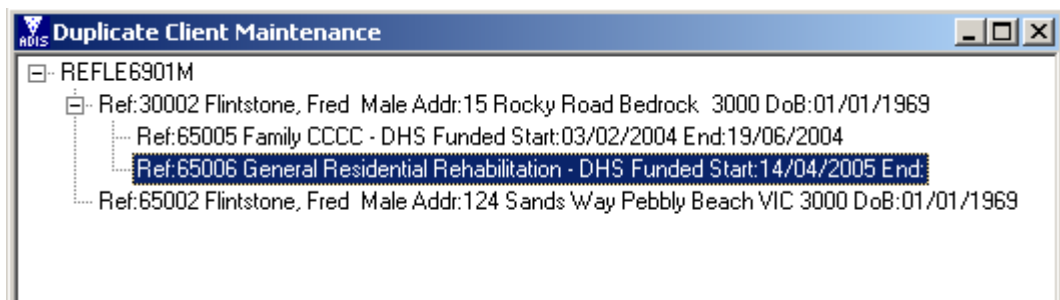 ADIS Duplicate Client Maintenance
REFLE6901M
Ref:30002 Flintstone, Fred Male Addr:15 Rocky Road Bedrock 3000 DoB:01/01/1969
Ref:65005 Family CCCC - DHS Funded Start:03/02/2004 End:19/06/2004
Ref:65006 General Residential Rehabilitation - DHS Funded Start:14/04/2005 End:
Ref:65002 Flintstone, Fred Male Addr:124 Sands Way Pebbly Beach VIC 3000 DoB:01/01/1969